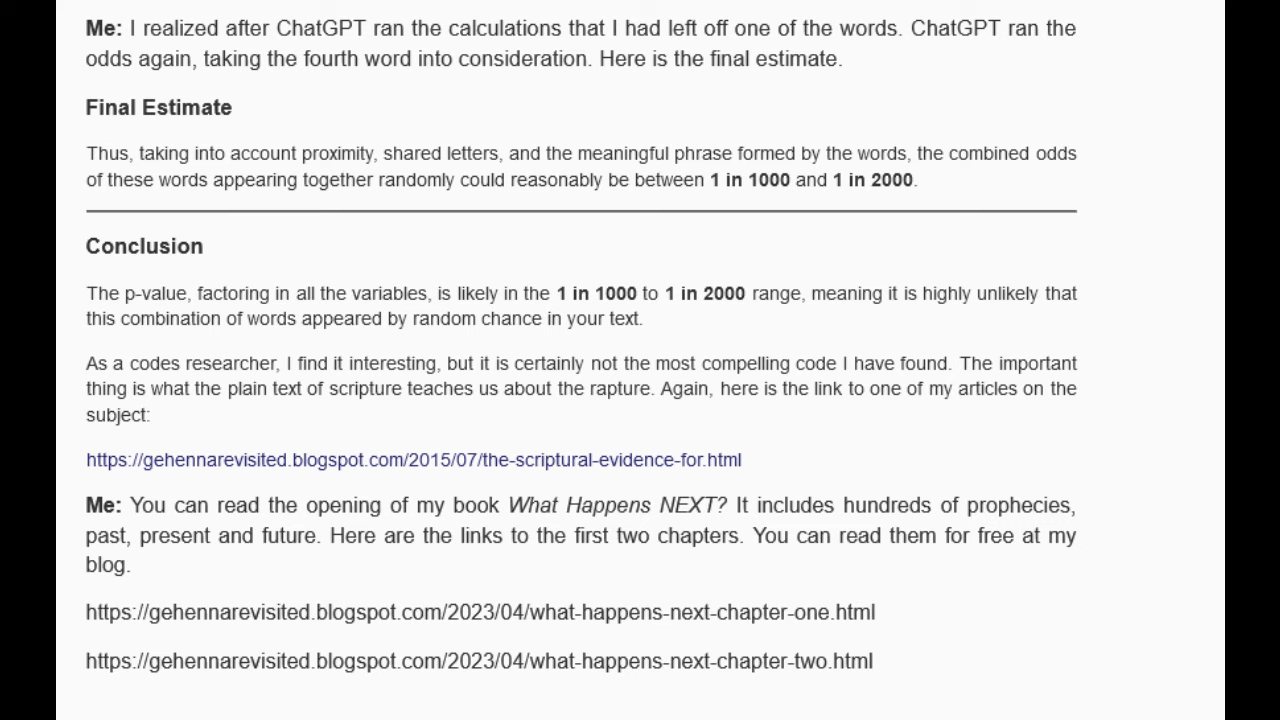 Me: I realized after ChatGPT ran the calculations that I had left off one of the words. ChatGPT ran the
odds again, taking the fourth word into consideration. Here is the final estimate.
Final Estimate
Thus, taking into account proximity, shared letters, and the meaningful phrase formed by the words, the combined odds
of these words appearing together randomly could reasonably be between 1 in 1000 and 1 in 2000.
Conclusion
The p-value, factoring in all the variables, is likely in the 1 in 1000 to 1 in 2000 range, meaning it is highly unlikely that
this combination of words appeared by random chance in your text.
As a codes researcher, I find it interesting, but it is certainly not the most compelling code I have found. The important
thing is what the plain text of scripture teaches us about the rapture. Again, here is the link to one of my articles on the
subject:
https://gehennarevisited.blogspot.com/2015/07/the-scriptural-evidence-for.html
Me: You can read the opening of my book What Happens NEXT? It includes hundreds of prophecies,
past, present and future. Here are the links to the first two chapters. You can read them for free at my
blog.
https://gehennarevisited.blogspot.com/2023/04/what-happens-next-chapter-one.html
https://gehennarevisited.blogspot.com/2023/04/what-happens-next-chapter-two.html